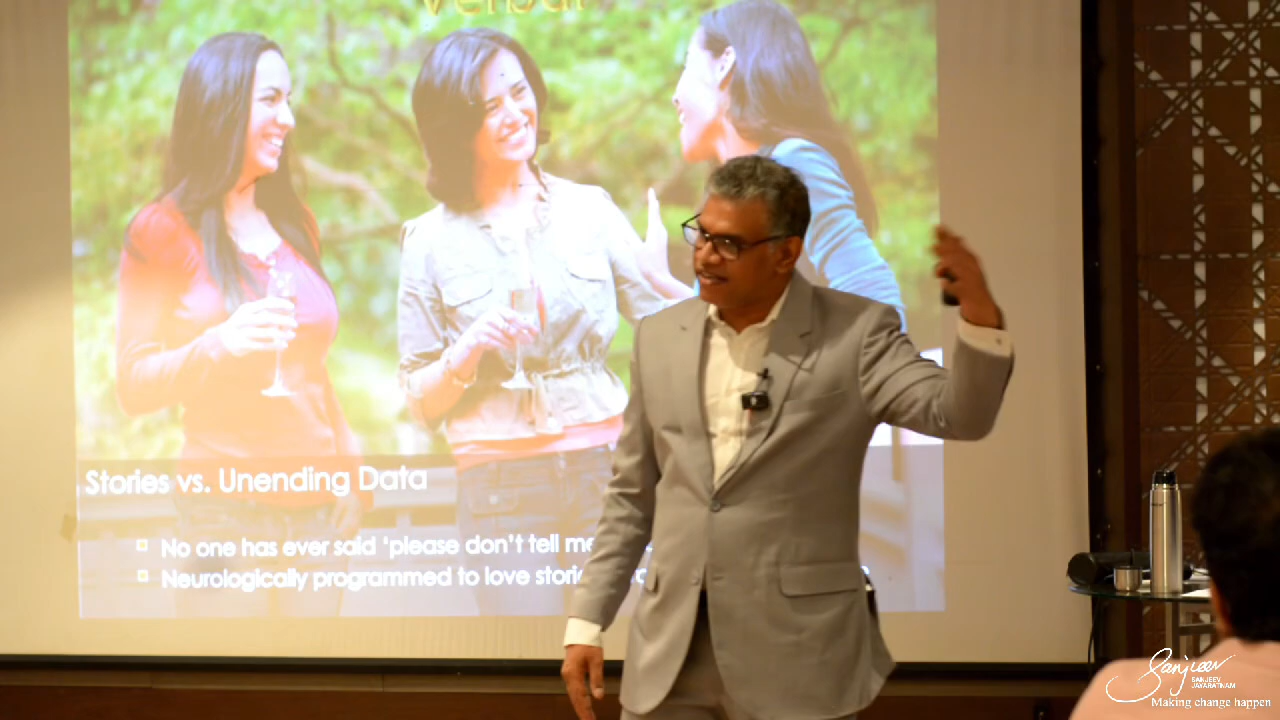 Verbal
Stories vs. Unending Data
No one has ever said ‘please don’t tell me
Neurologically programmed to love
Sanjeev
SANJEEV
JAYARATNAM
Making change happen